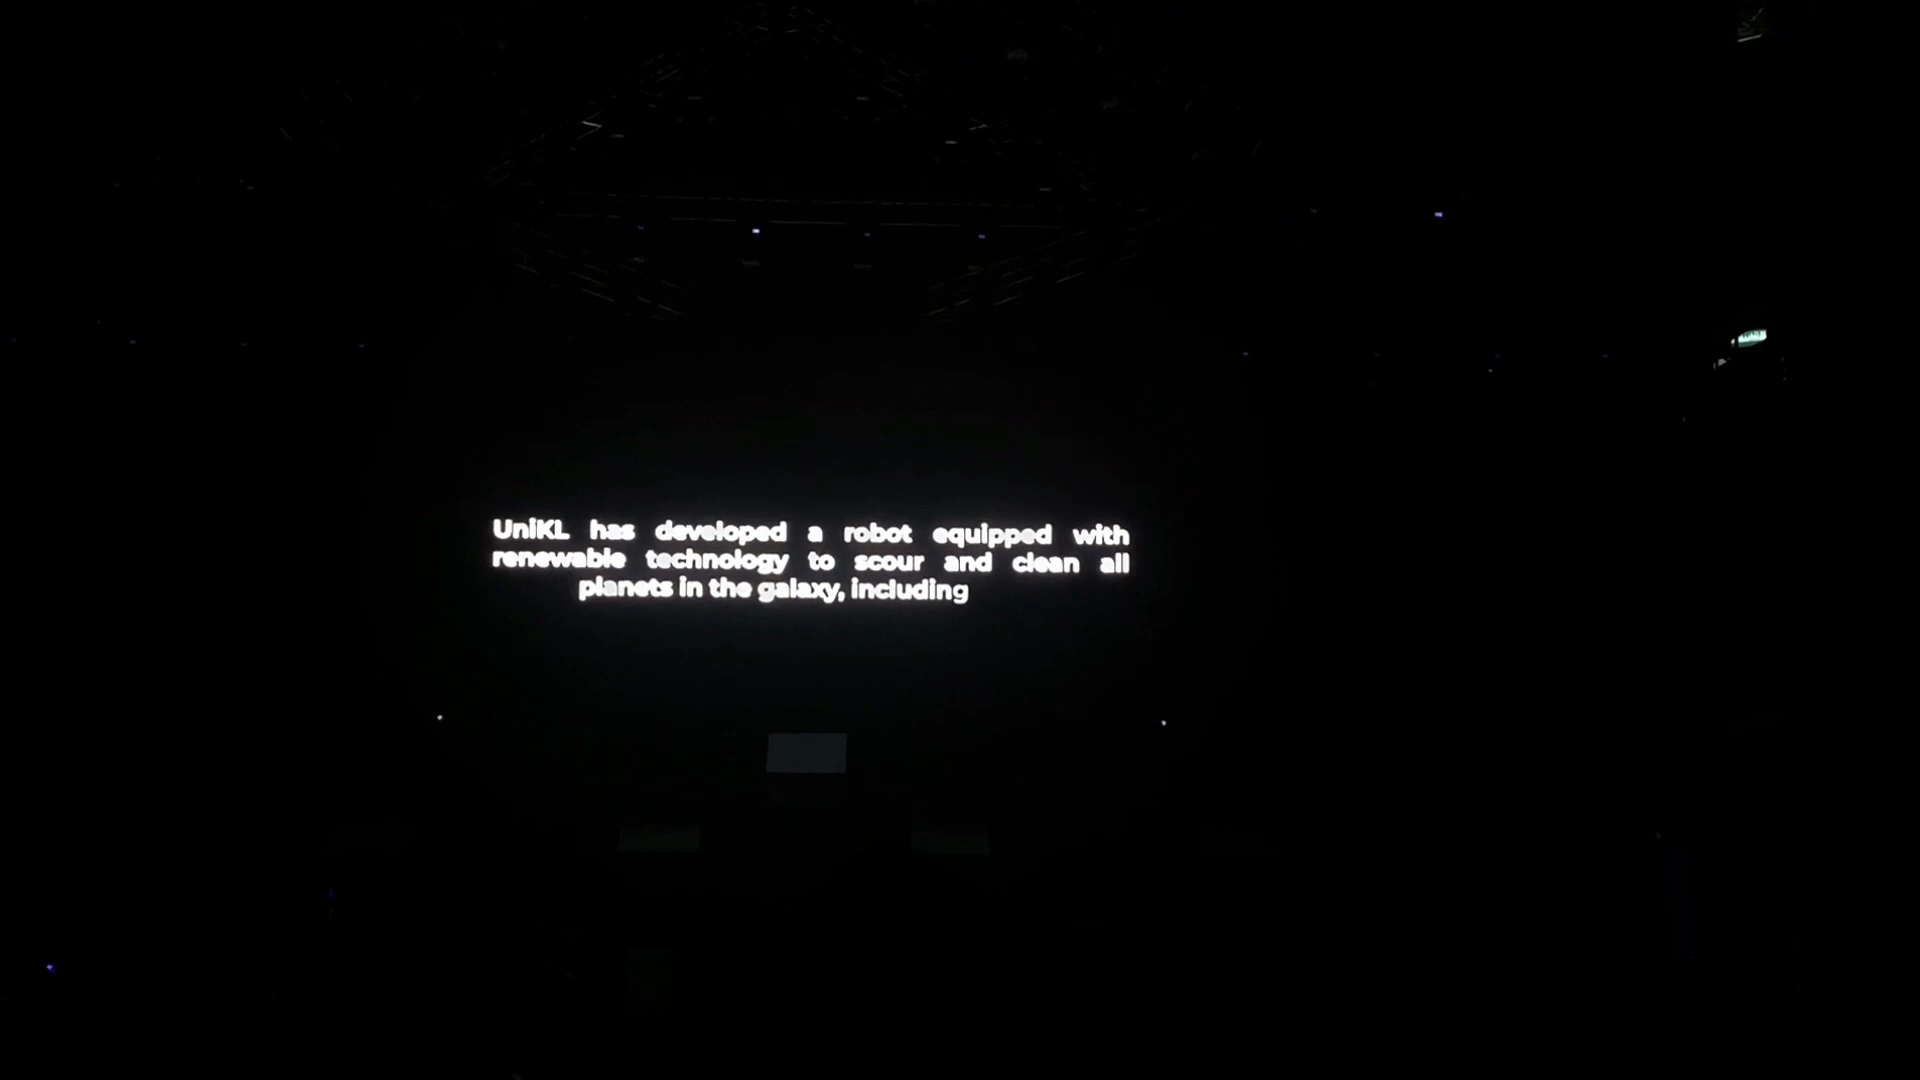 UniKL has developed a robot equipped with
renewable technology to scour and clean all
planets in the galaxy, including